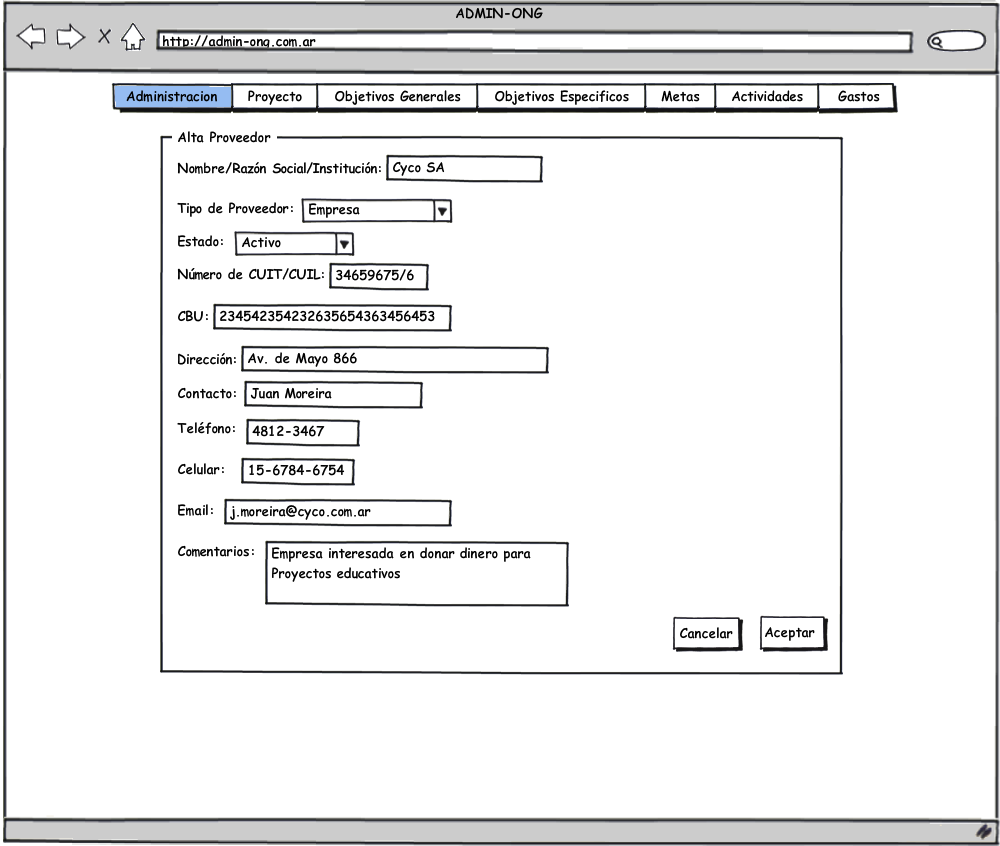 ADMIN-ONG
http://admin-ong.com.ar
Administracion Proyecto Objetivos Generales Objetivos Especificos Metas Actividades Gastos
Alta Proveedor
Nombre/Razón Social/Institución: Cyco SA
Tipo de Proveedor: Empresa
Estado: Activo
Número de CUIT/CUIL: 34659675/6
CBU: 2345423542326356543634564​53
Dirección: Av. de Mayo 866
Contacto: Juan Moreira
Teléfono: 4812-3467
Celular: 15-6784-6754
Email: j.moreira@cyco.com.ar
Comentarios: Empresa interesada en donar dinero para
Proyectos educativos
Cancelar Aceptar